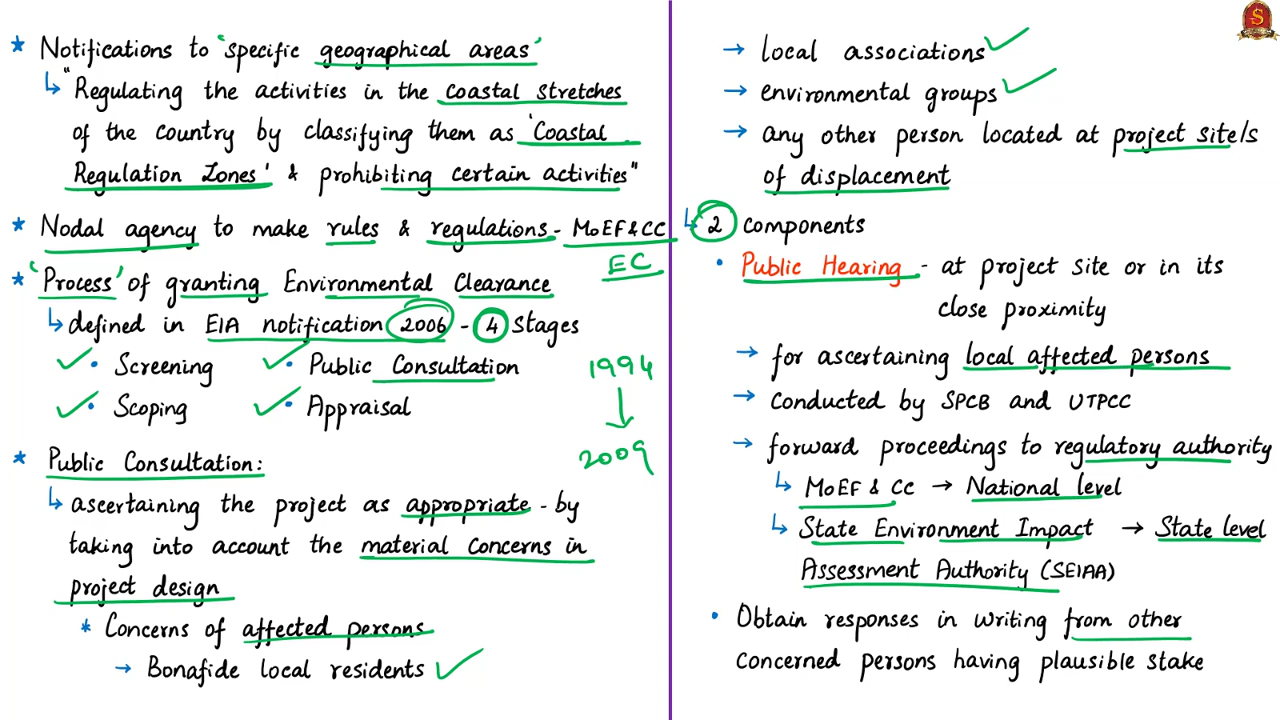 * Notifications to 'specific geographical areas'
↳ "Regulating the activities in the coastal stretches
of the country by classifying them as 'Coastal
Regulation Zones' & prohibiting certain activities"
* Nodal agency to make rules & regulations - MoEF&CC
EC
* 'Process' of granting Environmental Clearance
↳ defined in EIA notification 2006 - 4 Stages
• Screening • Public Consultation
• Scoping • Appraisal
1994
↓
2009
* Public Consultation:
↳ ascertaining the project as appropriate - by
taking into account the material concerns in
project design
* Concerns of affected persons
→ Bonafide local residents
→ local associations
→ environmental groups
→ any other person located at project site/s
of displacement
↳ 2 Components
• Public Hearing - at project site or in its
close proximity
→ for ascertaining local affected persons
→ conducted by SPCB and UTPCC
→ forward proceedings to regulatory authority
↳ MoEF & CC → National level
↳ State Environment Impact → State level
Assessment Authority (SEIAA)
• Obtain responses in writing from other
concerned persons having plausible stake
S